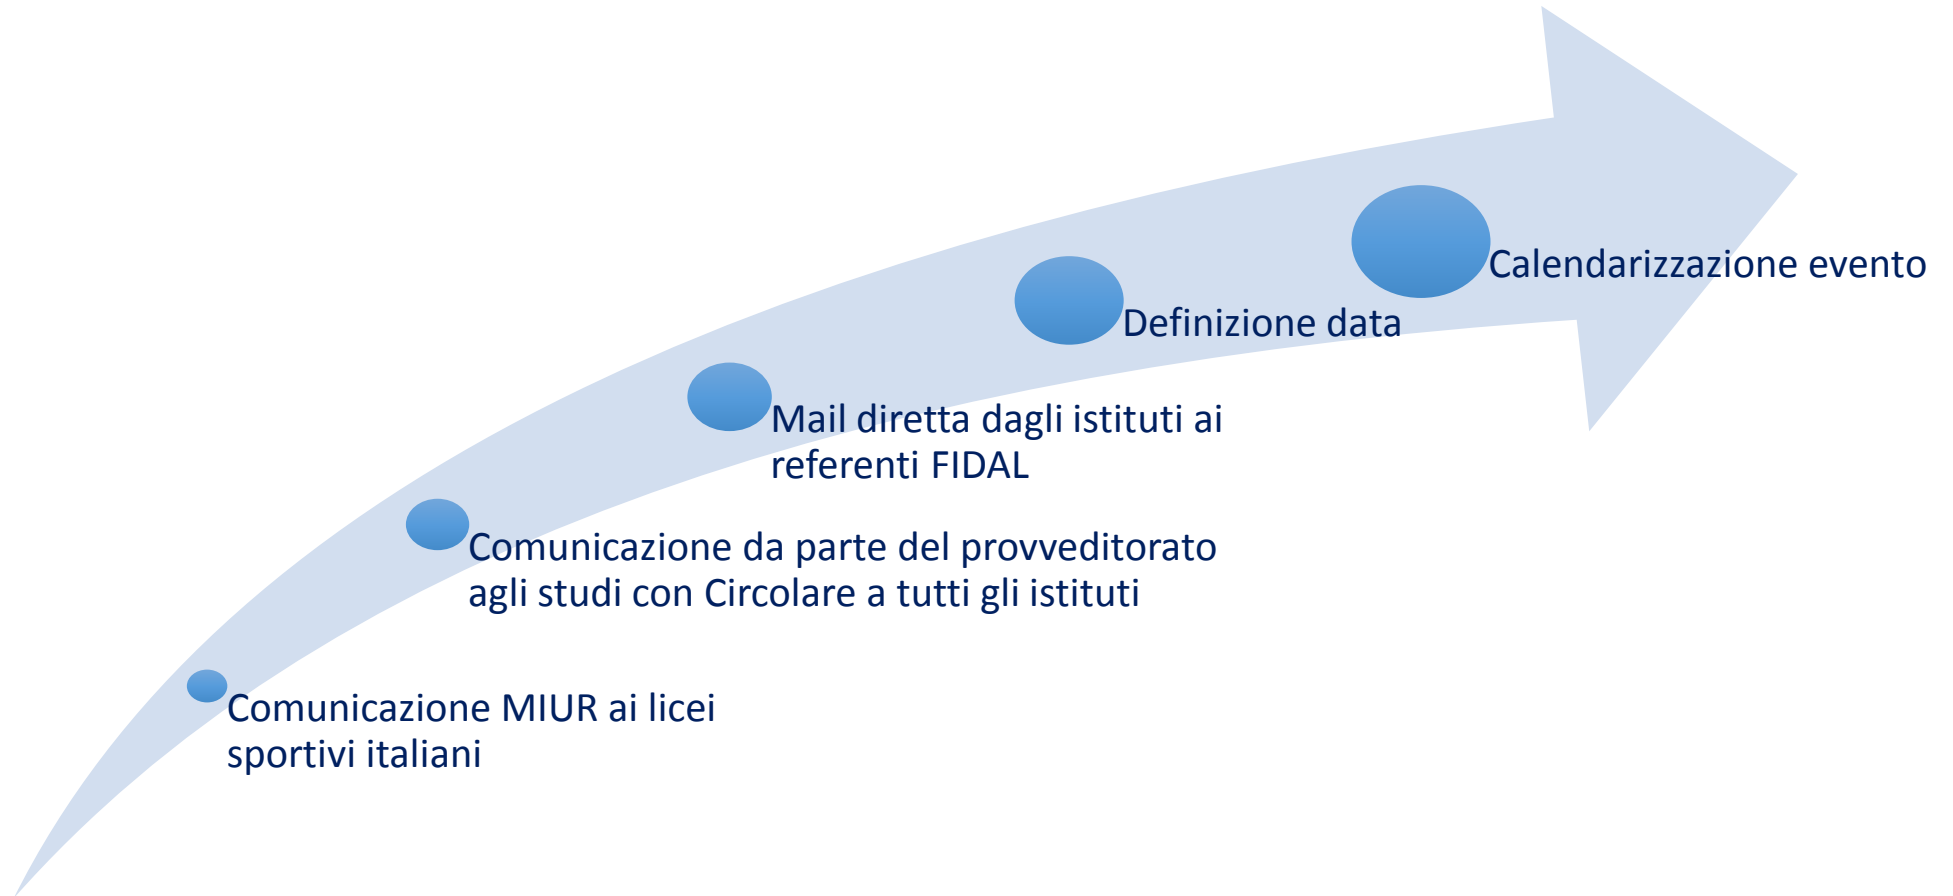 Calendarizzazione evento
Definizione data
Mail diretta dagli istituti ai
referenti FIDAL
Comunicazione da parte del provveditorato
agli studi con Circolare a tutti gli istituti
Comunicazione MIUR ai licei
sportivi italiani